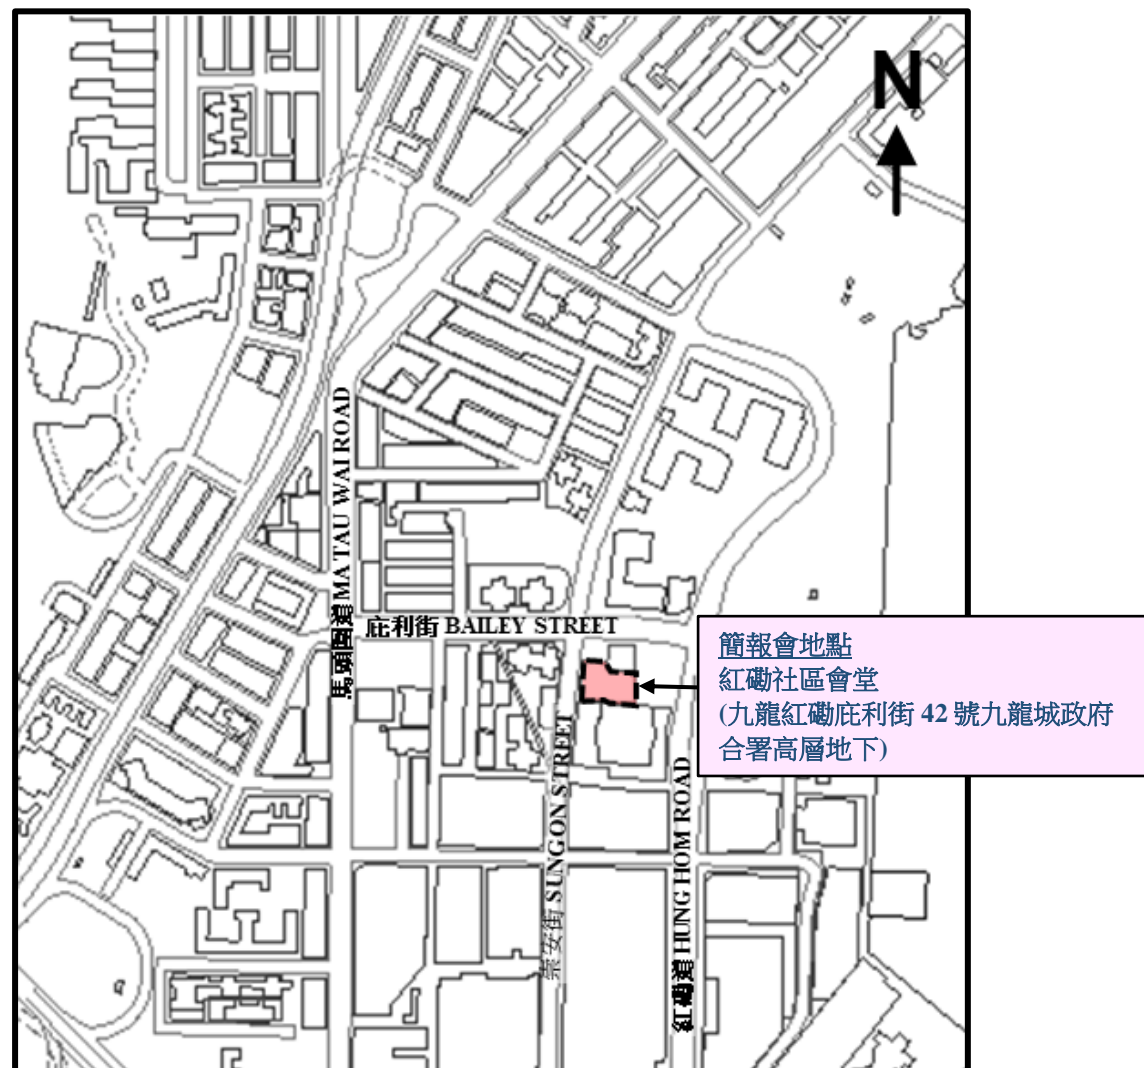 N
馬頭圍道 MA TAU WAI ROAD
庇利街 BAILEY STREET
簡報會地點
紅磡社區會堂
(九龍紅磡庇利街 42 號九龍城政府
合署高層地下)
崇安街 SUNG ON STREET
紅磡道 HUNG HOM ROAD